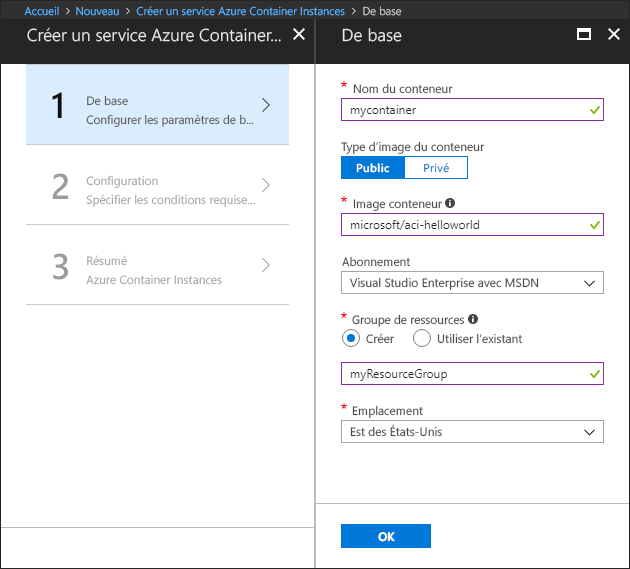 Accueil > Nouveau > Créer un service Azure Container Instances > De base
Créer un service Azure Container...
1
De base
Configurer les paramètres de b...
2
Configuration
Spécifier les conditions requise...
3
Résumé
Azure Container Instances
De base
* Nom du conteneur
mycontainer
Type d'image du conteneur
Public Privé
* Image conteneur
microsoft/aci-helloworld
Abonnement
Visual Studio Enterprise avec MSDN
* Groupe de ressources
Créer Utiliser l'existant
myResourceGroup
* Emplacement
Est des États-Unis
OK